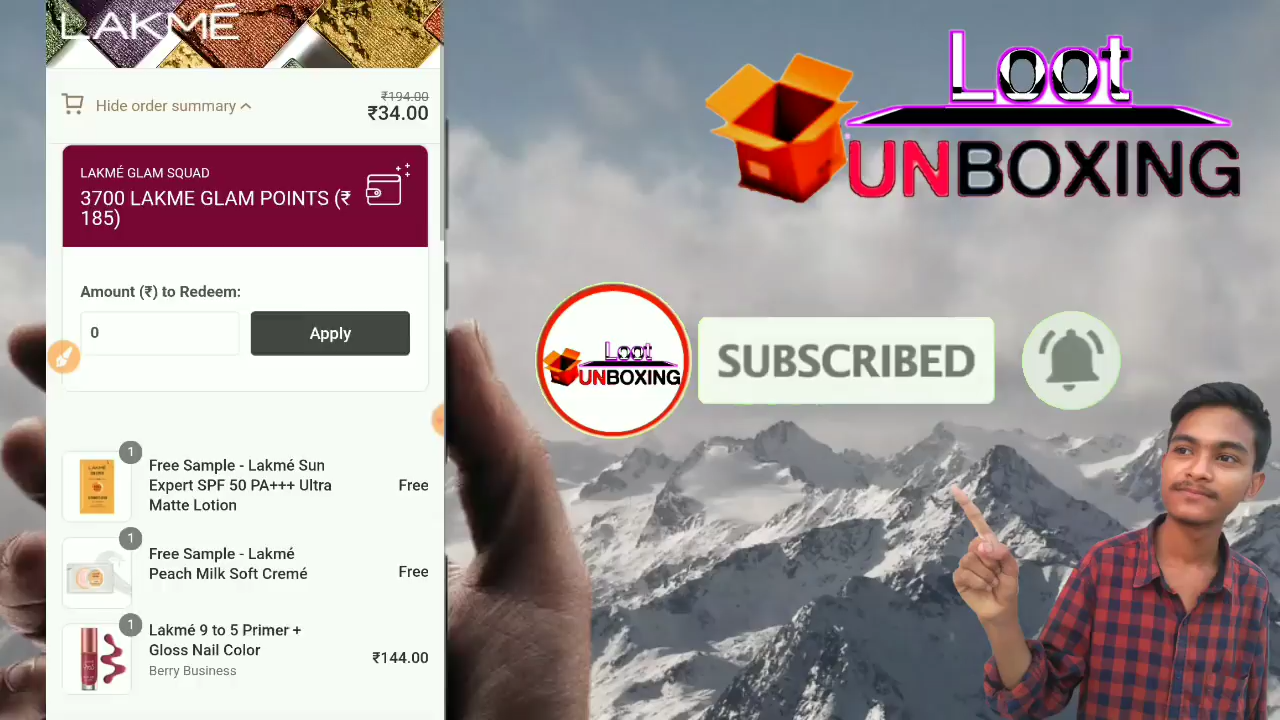 LAKMÉ
Hide order summary
₹194.00
₹34.00
LAKMÉ GLAM SQUAD
3700 LAKME GLAM POINTS (₹
185)
Amount (₹) to Redeem:
0
Apply
1
Free Sample - Lakmé Sun
Expert SPF 50 PA+++ Ultra
Matte Lotion
Free
1
Free Sample - Lakmé
Peach Milk Soft Cremé
Free
1
Lakmé 9 to 5 Primer +
Gloss Nail Color
Berry Business
₹144.00
Loot
UNBOXING
Loot
UNBOXING
SUBSCRIBED